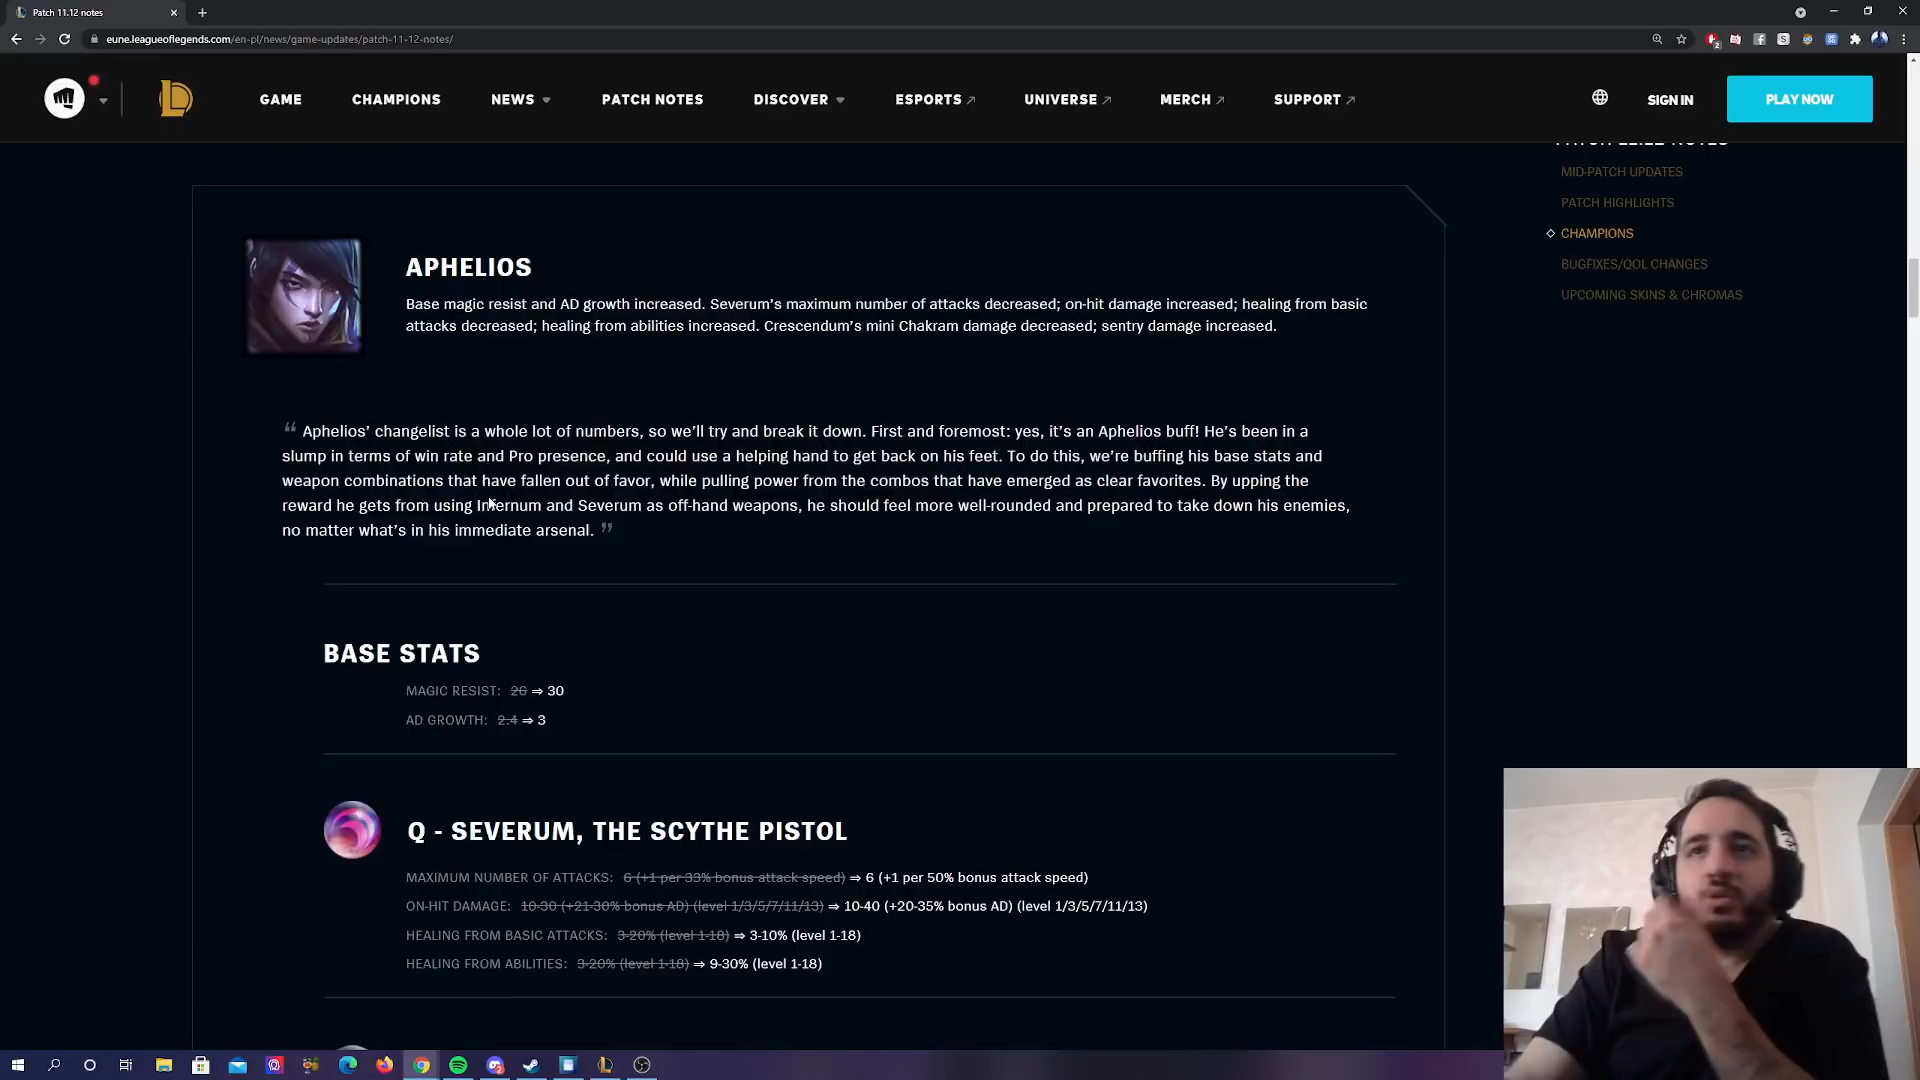 Patch 11.12 notes
eune.leagueoflegends.com/en-pl/news/game-updates/patch-11-12-notes/
GAME CHAMPIONS NEWS PATCH NOTES DISCOVER ESPORTS UNIVERSE MERCH SUPPORT SIGN IN PLAY NOW
PATCH 11.12 NOTES
MID-PATCH UPDATES
PATCH HIGHLIGHTS
CHAMPIONS
BUGFIXES/QOL CHANGES
UPCOMING SKINS & CHROMAS
APHELIOS
Base magic resist and AD growth increased. Severum's maximum number of attacks decreased; on-hit damage increased; healing from basic
attacks decreased; healing from abilities increased. Crescendum's mini Chakram damage decreased; sentry damage increased.
“ Aphelios’ changelist is a whole lot of numbers, so we’ll try and break it down. First and foremost: yes, it’s an Aphelios buff! He’s been in a
slump in terms of win rate and Pro presence, and could use a helping hand to get back on his feet. To do this, we’re buffing his base stats and
weapon combinations that have fallen out of favor, while pulling power from the combos that have emerged as clear favorites. By upping the
reward he gets from using Infernum and Severum as off-hand weapons, he should feel more well-rounded and prepared to take down his enemies,
no matter what’s in his immediate arsenal. ”
BASE STATS
MAGIC RESIST: 26 ⇒ 30
AD GROWTH: 2.4 ⇒ 3
Q - SEVERUM, THE SCYTHE PISTOL
MAXIMUM NUMBER OF ATTACKS: 6 (+1 per 33% bonus attack speed) ⇒ 6 (+1 per 50% bonus attack speed)
ON-HIT DAMAGE: 10-30 (+21-30% bonus AD) (level 1/3/5/7/11/13) ⇒ 10-40 (+20-35% bonus AD) (level 1/3/5/7/11/13)
HEALING FROM BASIC ATTACKS: 3-20% (level 1-18) ⇒ 3-10% (level 1-18)
HEALING FROM ABILITIES: 3-20% (level 1-18) ⇒ 9-30% (level 1-18)